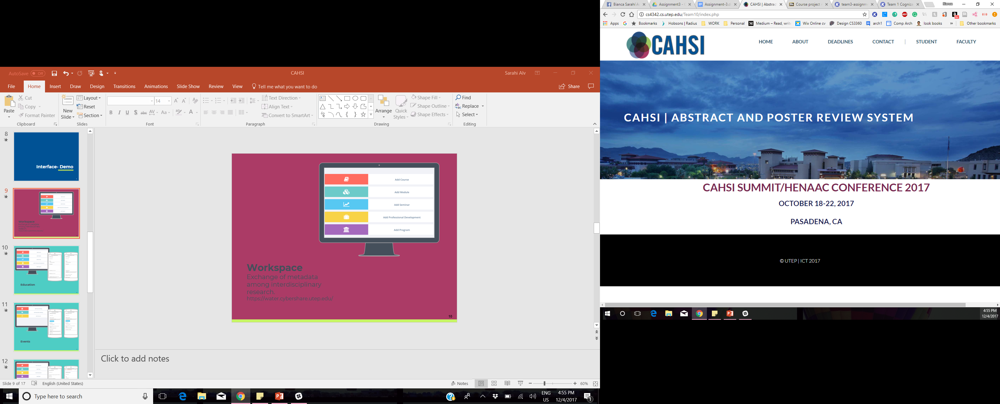 AutoSave Off
CAHSI
Sarahi Alv
File Home Insert Draw Design Transitions Animations Slide Show Review View Tell me what you want to do
Share
Paste
Cut
Copy
Format Painter
Clipboard
New Slide
Layout
Reset
Section
Slides
14
B I U S abc AV Aa A
Font
Text Direction
Align Text
Convert to SmartArt
Paragraph
Arrange
Quick Styles
Shape Fill
Shape Outline
Shape Effects
Drawing
Find
Replace
Select
Editing
8
Interface- Demo
9
Workspace
10
Education
11
Events
12
Add Course
Add Module
Add Seminar
Add Professional Development
Add Program
Workspace
Exchange of metadata
among interdisciplinary
research.
https://water.cybershare.utep.edu/
10
Click to add notes
Slide 9 of 17 English (United States)
Notes
60%
Type here to search
ENG
US
4:55 PM
12/4/2017
1
Bianca Sarahí A
Assignment3 -
Assignment-3.d
CAHSI | Abstrac
Course project
team3-assignm
Team 1 Cogniza
Bianca
cs4342.cs.utep.edu/Team10/index.php
Apps
Bookmarks
Hobsons | Radius
WORK
Personal
Medium – Read, write
Wix Online cv
Design CS3360
arch1
Comp Arch
look books
»
Other bookmarks
CAHSI
HOME ABOUT DEADLINES CONTACT | STUDENT FACULTY
CAHSI | ABSTRACT AND POSTER REVIEW SYSTEM
CAHSI SUMMIT/HENAAC CONFERENCE 2017
OCTOBER 18-22, 2017
PASADENA, CA
© UTEP | ICT 2017
4:55 PM
12/4/2017